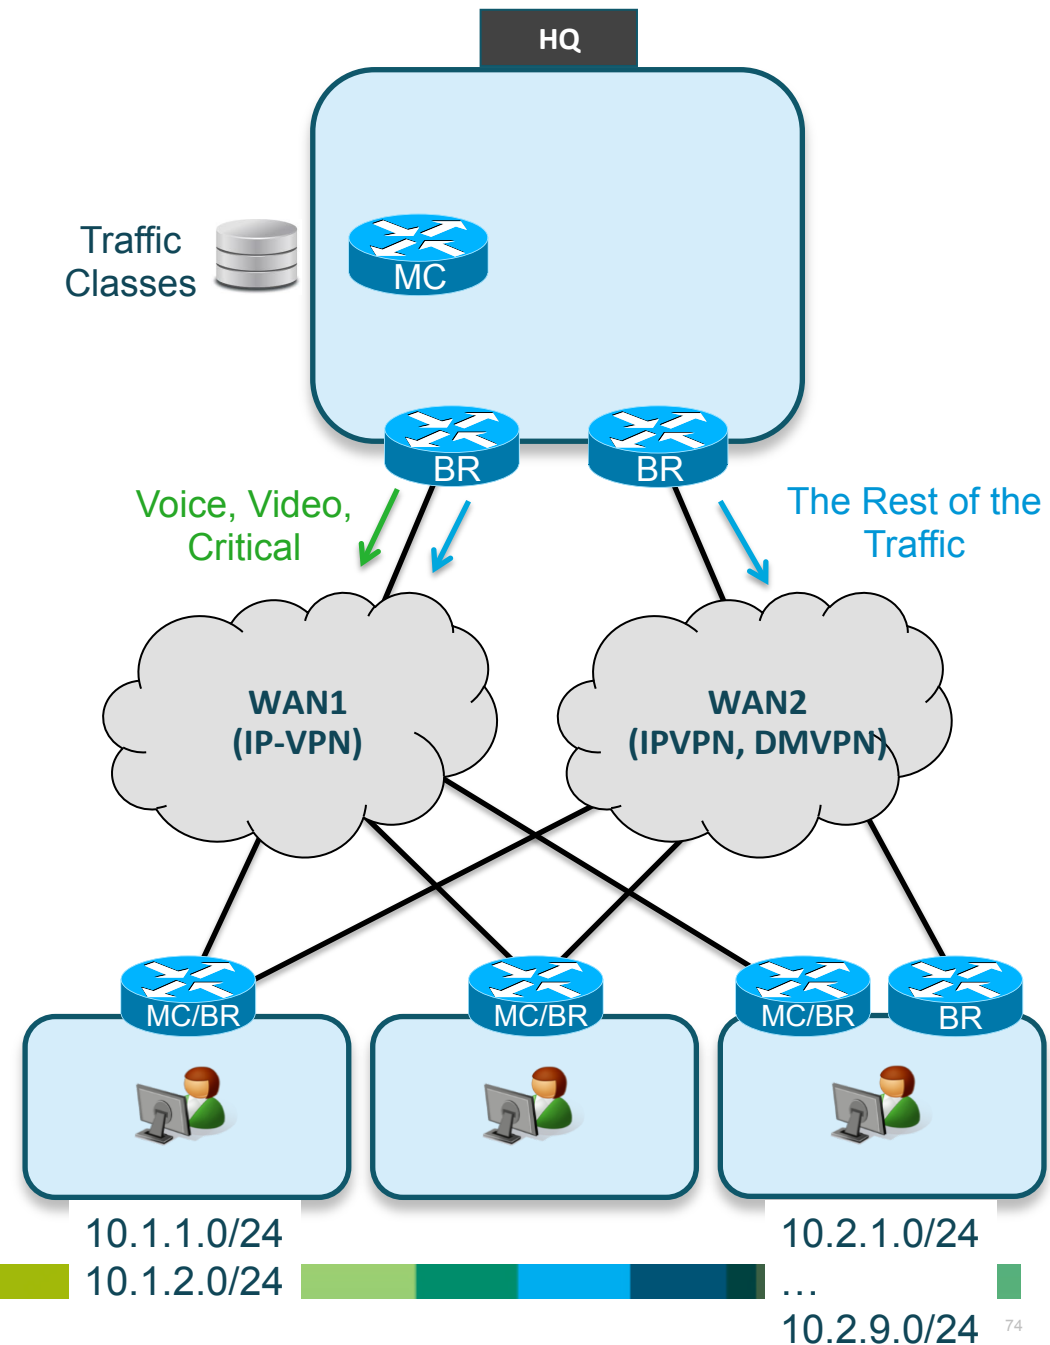 HQ
Traffic
Classes
MC
BR
BR
Voice, Video,
Critical
The Rest of the
Traffic
WAN1
(IP-VPN)
WAN2
(IPVPN, DMVPN)
MC/BR
MC/BR
MC/BR
BR
10.1.1.0/24
10.1.2.0/24
10.2.1.0/24
...
10.2.9.0/24
74